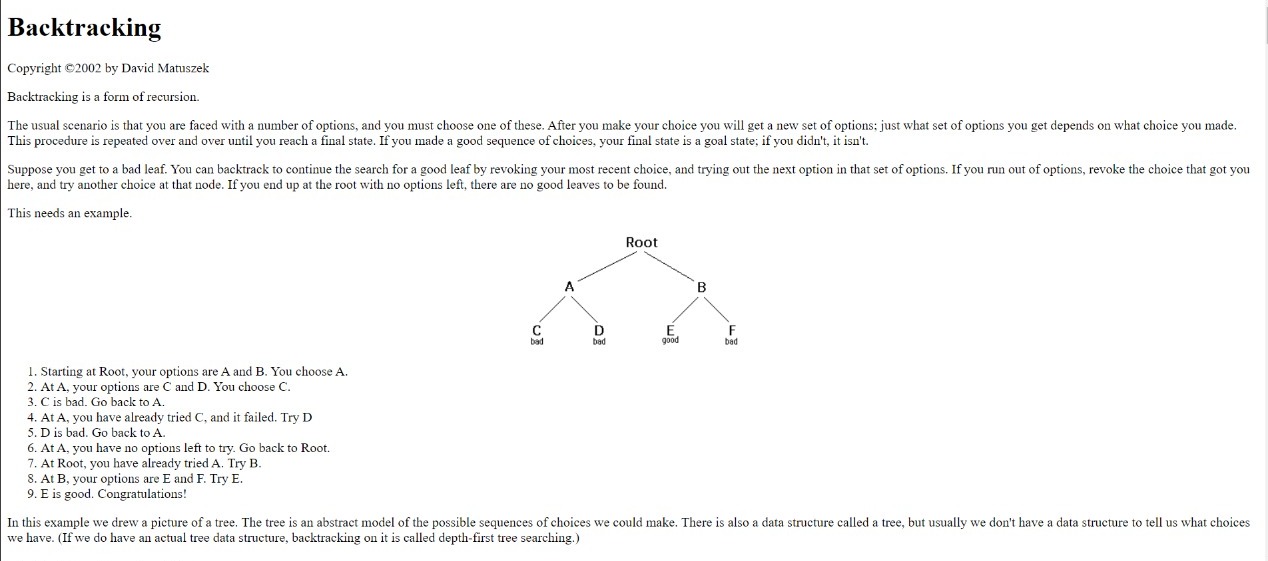 Backtracking
Copyright ©2002 by David Matuszek
Backtracking is a form of recursion.
The usual scenario is that you are faced with a number of options, and you must choose one of these. After you make your choice you will get a new set of options; just what set of options you get depends on what choice you made.
This procedure is repeated over and over until you reach a final state. If you made a good sequence of choices, your final state is a goal state; if you didn't, it isn't.
Suppose you get to a bad leaf. You can backtrack to continue the search for a good leaf by revoking your most recent choice, and trying out the next option in that set of options. If you run out of options, revoke the choice that got you
here, and try another choice at that node. If you end up at the root with no options left, there are no good leaves to be found.
This needs an example.
Root
A B
C D E F
bad bad good bad
1. Starting at Root, your options are A and B. You choose A.
2. At A, your options are C and D. You choose C.
3. C is bad. Go back to A.
4. At A, you have already tried C, and it failed. Try D
5. D is bad. Go back to A.
6. At A, you have no options left to try. Go back to Root.
7. At Root, you have already tried A. Try B.
8. At B, your options are E and F. Try E.
9. E is good. Congratulations!
In this example we drew a picture of a tree. The tree is an abstract model of the possible sequences of choices we could make. There is also a data structure called a tree, but usually we don't have a data structure to tell us what choices
we have. (If we do have an actual tree data structure, backtracking on it is called depth-first tree searching.)